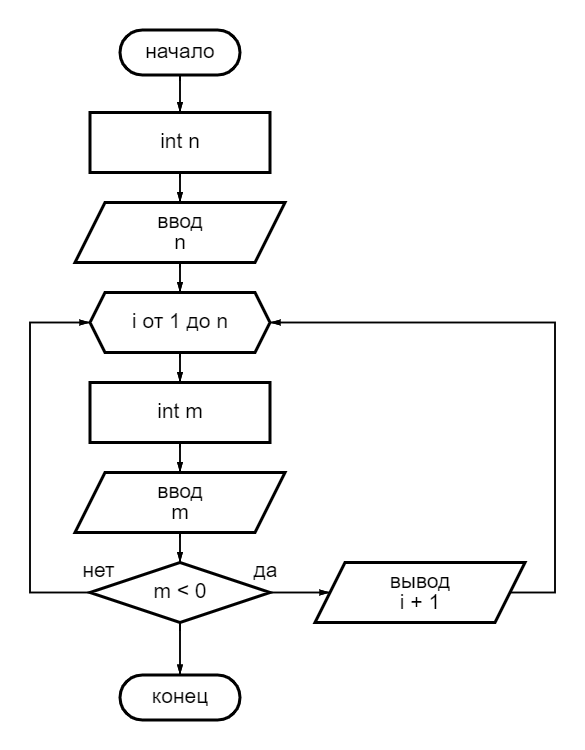 начало
int n
ввод
n
i от 1 до n
int m
ввод
m
нет
да
m < 0
вывод
i + 1
конец